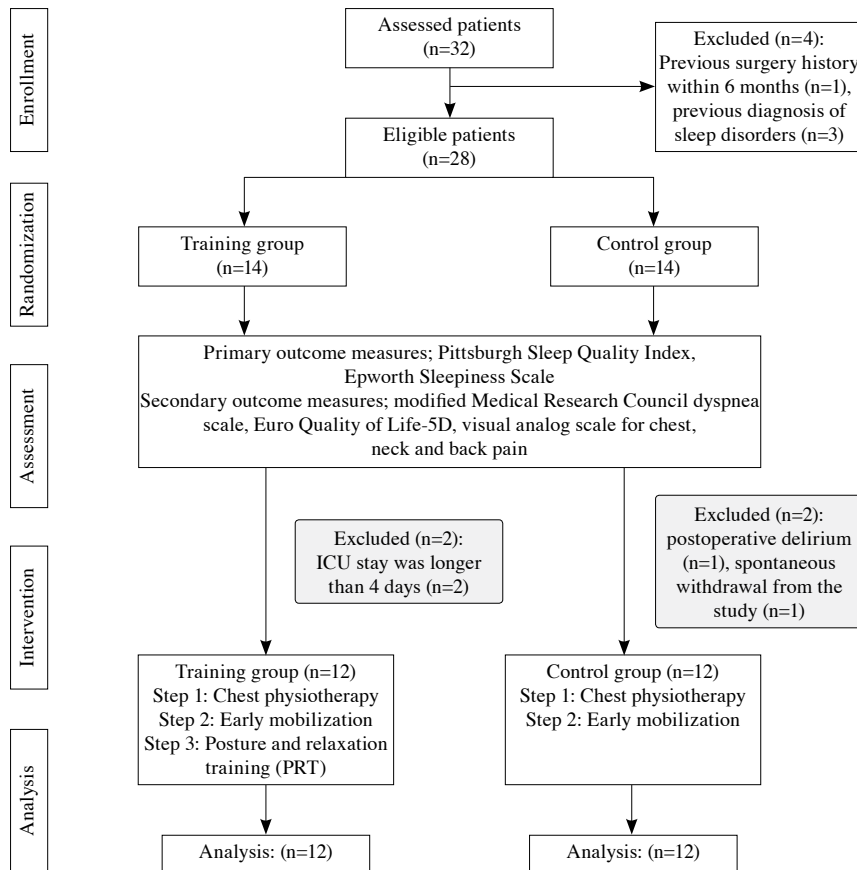 Enrollment
Assessed patients
(n=32)
Excluded (n=4):
Previous surgery history
within 6 months (n=1),
previous diagnosis of
sleep disorders (n=3)
Eligible patients
(n=28)
Randomization
Training group
(n=14)
Control group
(n=14)
Assessment
Primary outcome measures; Pittsburgh Sleep Quality Index,
Epworth Sleepiness Scale
Secondary outcome measures; modified Medical Research Council dyspnea
scale, Euro Quality of Life-5D, visual analog scale for chest,
neck and back pain
Intervention
Excluded (n=2):
ICU stay was longer
than 4 days (n=2)
Excluded (n=2):
postoperative delirium
(n=1), spontaneous
withdrawal from the
study (n=1)
Training group (n=12)
Step 1: Chest physiotherapy
Step 2: Early mobilization
Step 3: Posture and relaxation
training (PRT)
Control group (n=12)
Step 1: Chest physiotherapy
Step 2: Early mobilization
Analysis
Analysis: (n=12)
Analysis: (n=12)